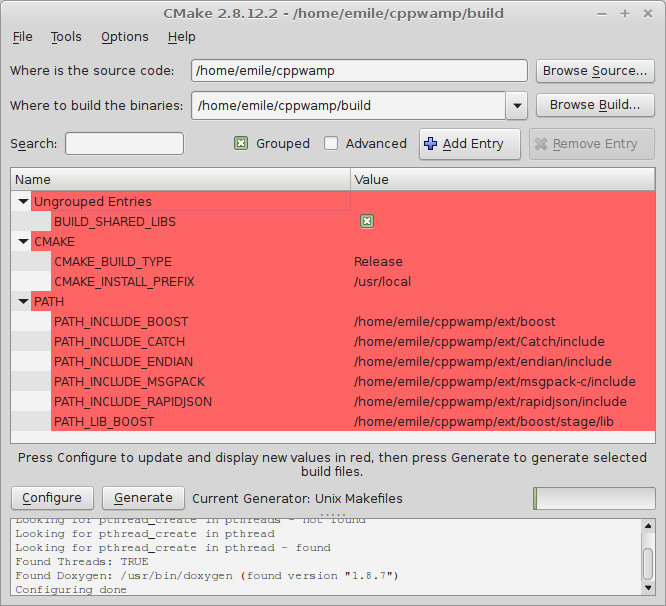 CMake 2.8.12.2 - /home/emile/cppwamp/build
File Tools Options Help
Where is the source code: /home/emile/cppwamp Browse Source...
Where to build the binaries: /home/emile/cppwamp/build Browse Build...
Search: Grouped Advanced Add Entry Remove Entry
Name Value
Ungrouped Entries
BUILD_SHARED_LIBS
CMAKE
CMAKE_BUILD_TYPE Release
CMAKE_INSTALL_PREFIX /usr/local
PATH
PATH_INCLUDE_BOOST /home/emile/cppwamp/ext/boost
PATH_INCLUDE_CATCH /home/emile/cppwamp/ext/Catch/include
PATH_INCLUDE_ENDIAN /home/emile/cppwamp/ext/endian/include
PATH_INCLUDE_MSGPACK /home/emile/cppwamp/ext/msgpack-c/include
PATH_INCLUDE_RAPIDJSON /home/emile/cppwamp/ext/rapidjson/include
PATH_LIB_BOOST /home/emile/cppwamp/ext/boost/stage/lib
Press Configure to update and display new values in red, then press Generate to generate selected
build files.
Configure Generate Current Generator: Unix Makefiles
Looking for pthread_create in pthreads - not found
Looking for pthread_create in pthread
Looking for pthread_create in pthread - found
Found Threads: TRUE
Found Doxygen: /usr/bin/doxygen (found version "1.8.7")
Configuring done